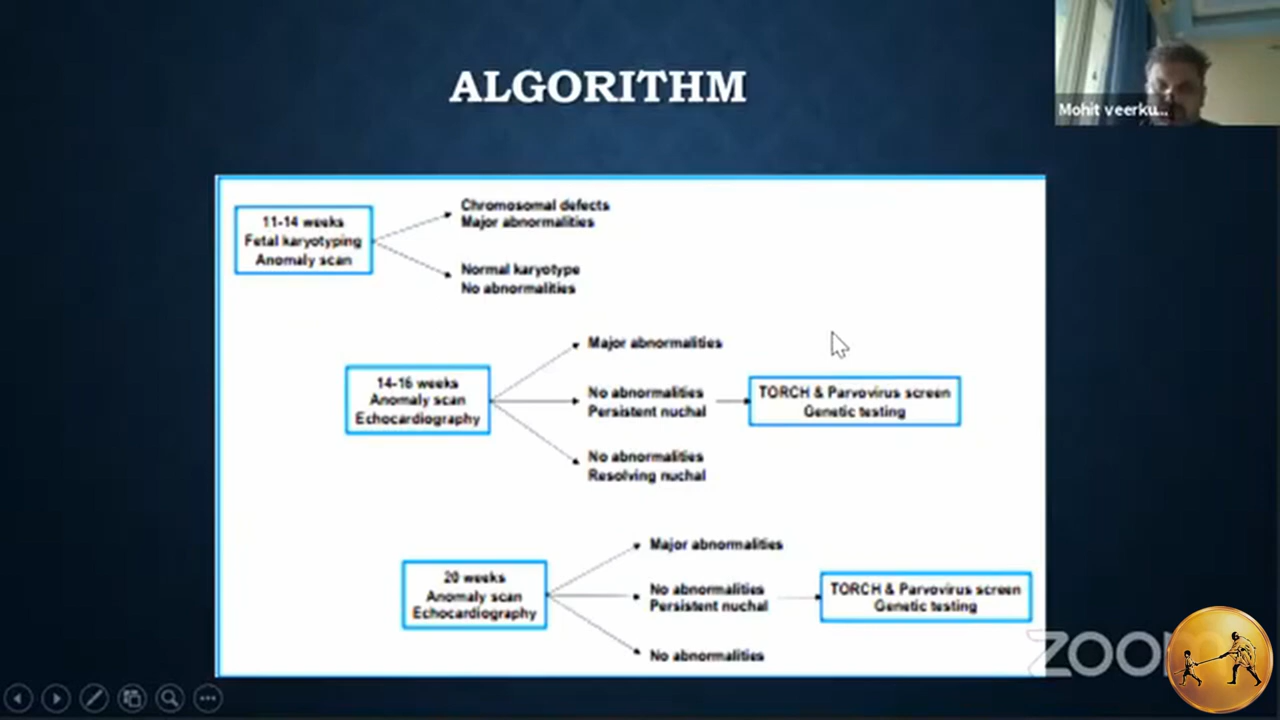 ALGORITHM
Mohit veerku...
11-14 weeks
Fetal karyotyping
Anomaly scan
Chromosomal defects
Major abnormalities
Normal karyotype
No abnormalities
14-16 weeks
Anomaly scan
Echocardiography
Major abnormalities
No abnormalities
Persistent nuchal
TORCH & Parvovirus screen
Genetic testing
No abnormalities
Resolving nuchal
20 weeks
Anomaly scan
Echocardiography
Major abnormalities
No abnormalities
Persistent nuchal
TORCH & Parvovirus screen
Genetic testing
No abnormalities
zoom